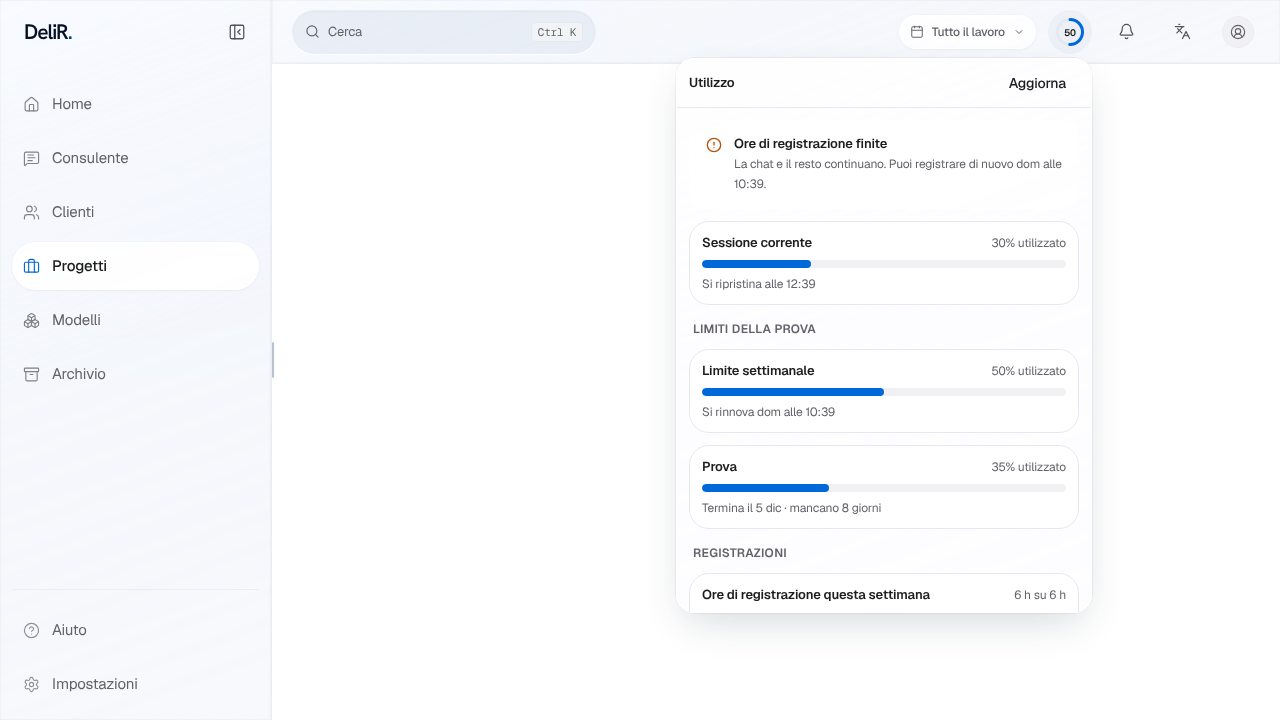 DeliR.
Cerca
Ctrl K
Tutto il lavoro
50
Home
Consulente
Clienti
Progetti
Modelli
Archivio
Aiuto
Impostazioni
Utilizzo
Aggiorna
Ore di registrazione finite
La chat e il resto continuano. Puoi registrare di nuovo dom alle
10:39.
Sessione corrente
30% utilizzato
Si ripristina alle 12:39
LIMITI DELLA PROVA
Limite settimanale
50% utilizzato
Si rinnova dom alle 10:39
Prova
35% utilizzato
Termina il 5 dic · mancano 8 giorni
REGISTRAZIONI
Ore di registrazione questa settimana
6 h su 6 h